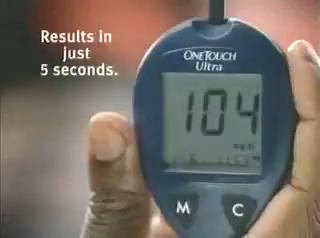 Results in
just
5 seconds.
ONETOUCH
Ultra
104
M C